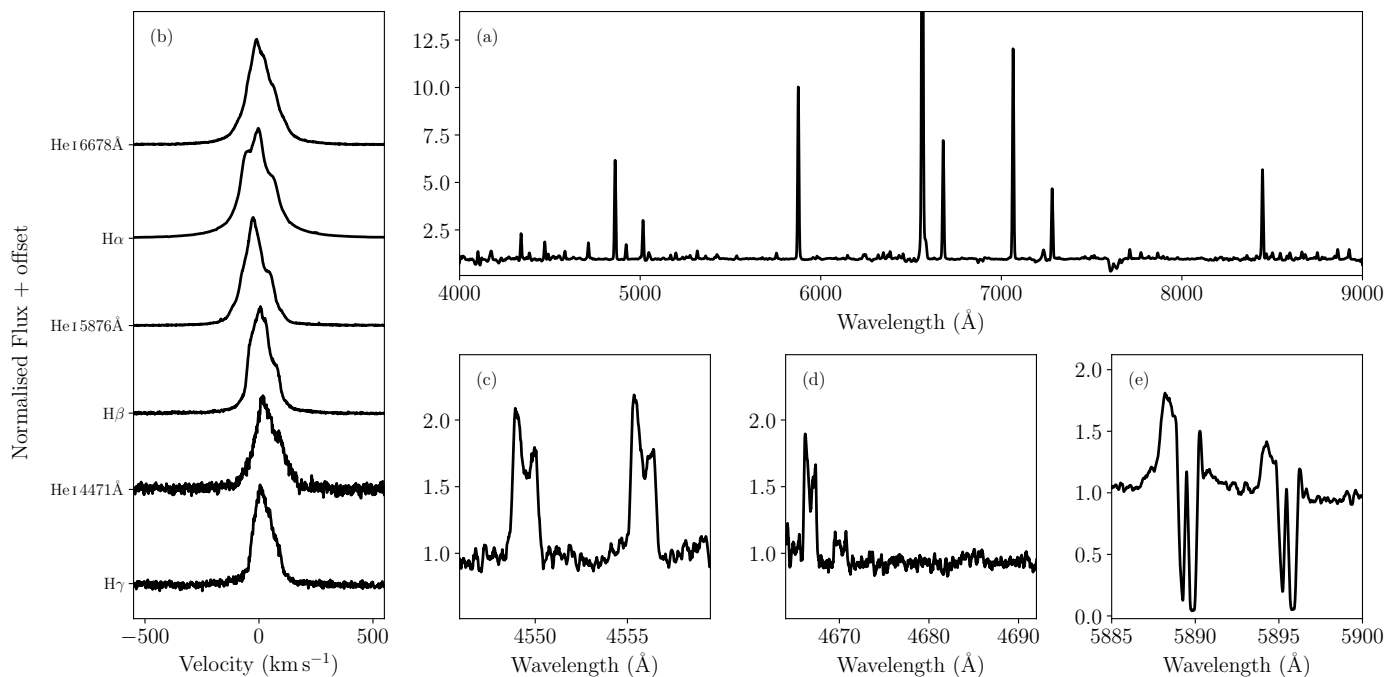 (b)
He I 6678Å
Hα
He I 5876Å
Hβ
He I 4471Å
Hγ
Normalised Flux + offset
−500 0 500
Velocity (km s⁻¹)
(a)
12.5
10.0
7.5
5.0
2.5
4000 5000 6000 7000 8000 9000
Wavelength (Å)
(c)
2.0
1.5
1.0
4550 4555
Wavelength (Å)
(d)
2.0
1.5
1.0
4670 4680 4690
Wavelength (Å)
(e)
2.0
1.5
1.0
0.5
0.0
5885 5890 5895 5900
Wavelength (Å)